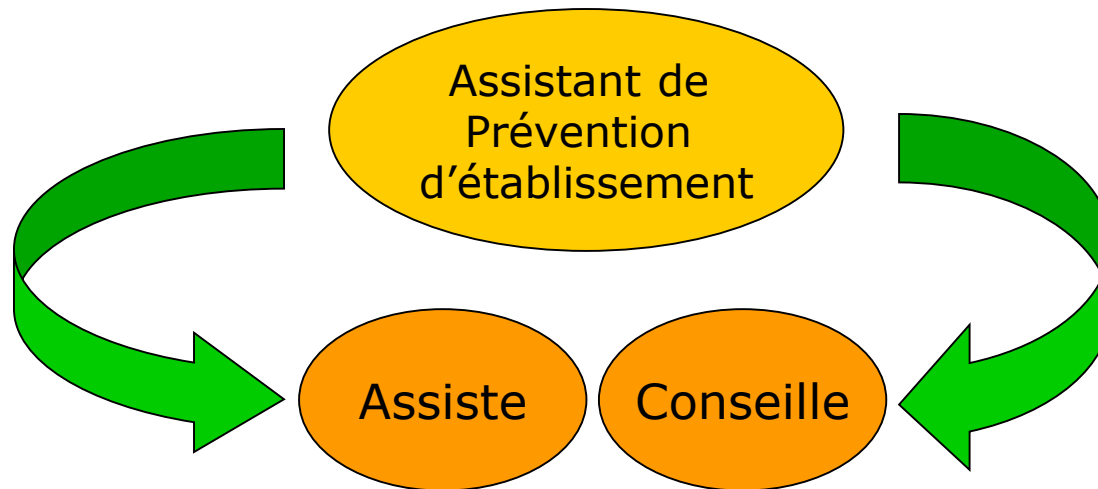 Assistant de
Prévention
d’établissement
Assiste
Conseille